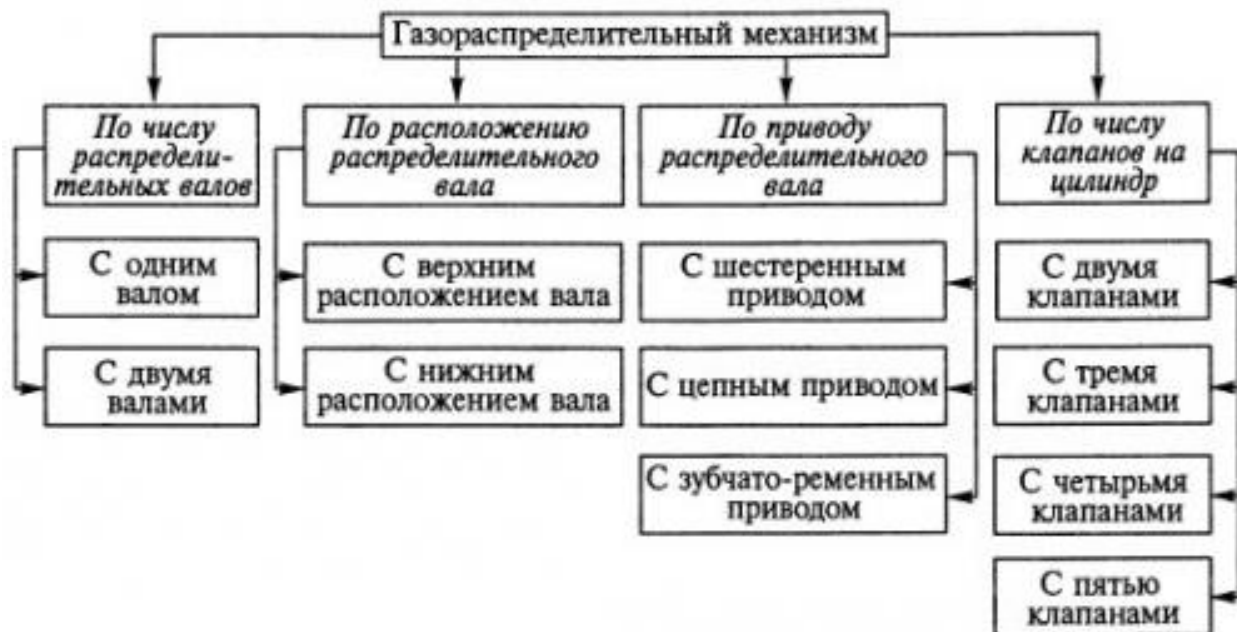 Газораспределительный механизм
По числу
распредели-
тельных валов
По расположению
распределительного
вала
По приводу
распределительного
вала
По числу
клапанов на
цилиндр
С одним
валом
С верхним
расположением вала
С шестеренным
приводом
С двумя
клапанами
С двумя
валами
С нижним
расположением вала
С цепным приводом
С тремя
клапанами
С зубчато-ременным
приводом
С четырьмя
клапанами
С пятью
клапанами